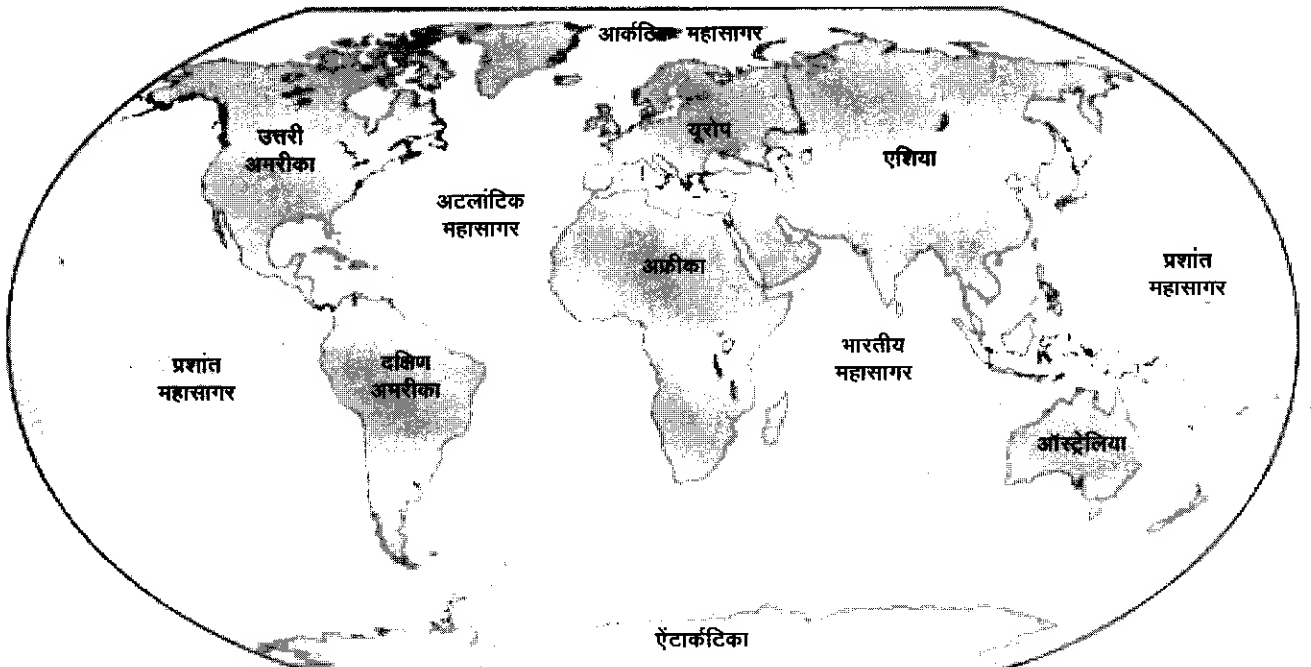 आर्कटिक महासागर
उत्तरी
अमरीका
यूरोप
एशिया
अटलांटिक
महासागर
अफ्रीका
प्रशांत
महासागर
भारतीय
महासागर
प्रशांत
महासागर
दक्षिण
अमरीका
ऑस्ट्रेलिया
ऐंटार्कटिका